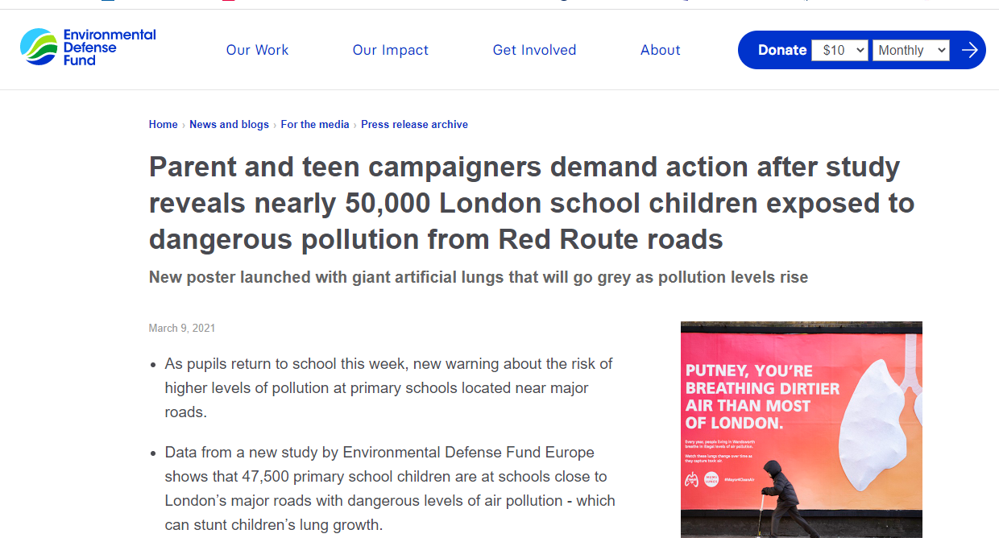 Environmental
Defense
Fund
Our Work
Our Impact
Get Involved
About
Donate $10 Monthly
Home › News and blogs › For the media › Press release archive
Parent and teen campaigners demand action after study
reveals nearly 50,000 London school children exposed to
dangerous pollution from Red Route roads
New poster launched with giant artificial lungs that will go grey as pollution levels rise
March 9, 2021
• As pupils return to school this week, new warning about the risk of
higher levels of pollution at primary schools located near major
roads.
• Data from a new study by Environmental Defense Fund Europe
shows that 47,500 primary school children are at schools close to
London’s major roads with dangerous levels of air pollution - which
can stunt children’s lung growth.
PUTNEY, YOU’RE
BREATHING DIRTIER
AIR THAN MOST
OF LONDON.
Every year, people living in Wandsworth
breathe in illegal levels of air pollution.
Watch these lungs change over time as
they capture toxic air.
MUMS
LUNGS